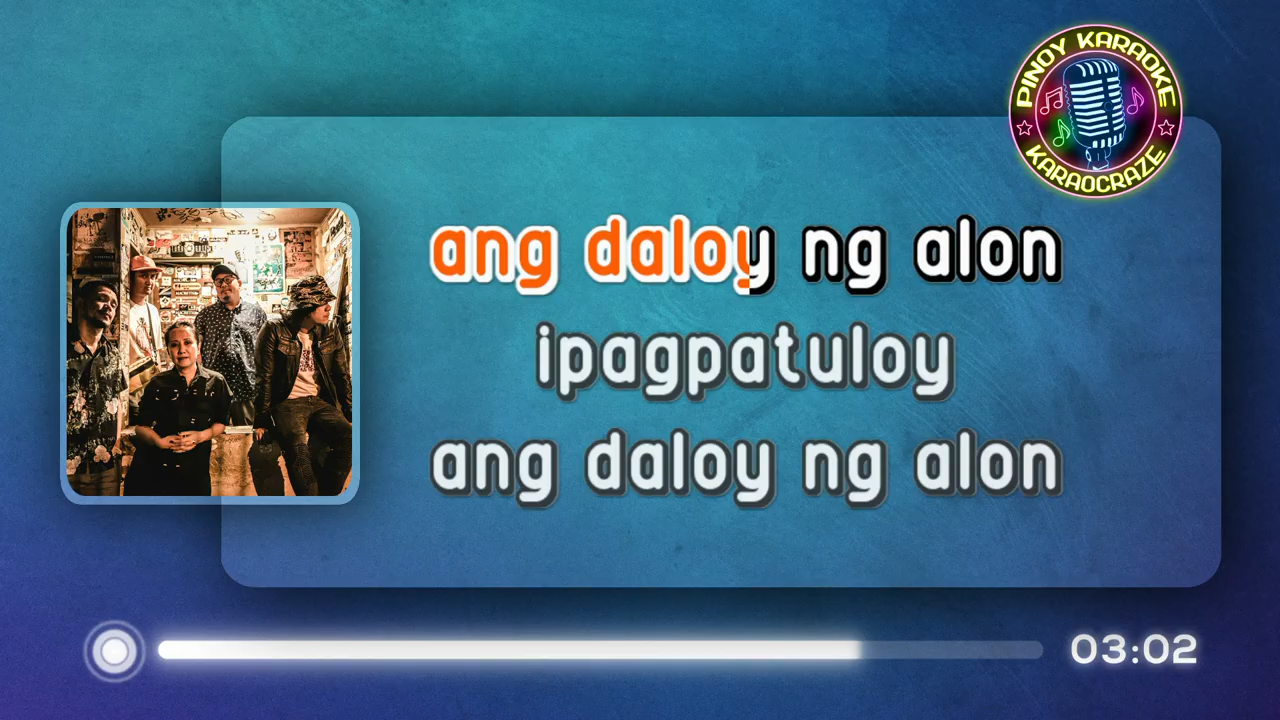 PINOY KARAOKE
KARAOCRAZE
ang daloy ng alon
ipagpatuloy
ang daloy ng alon
03:02